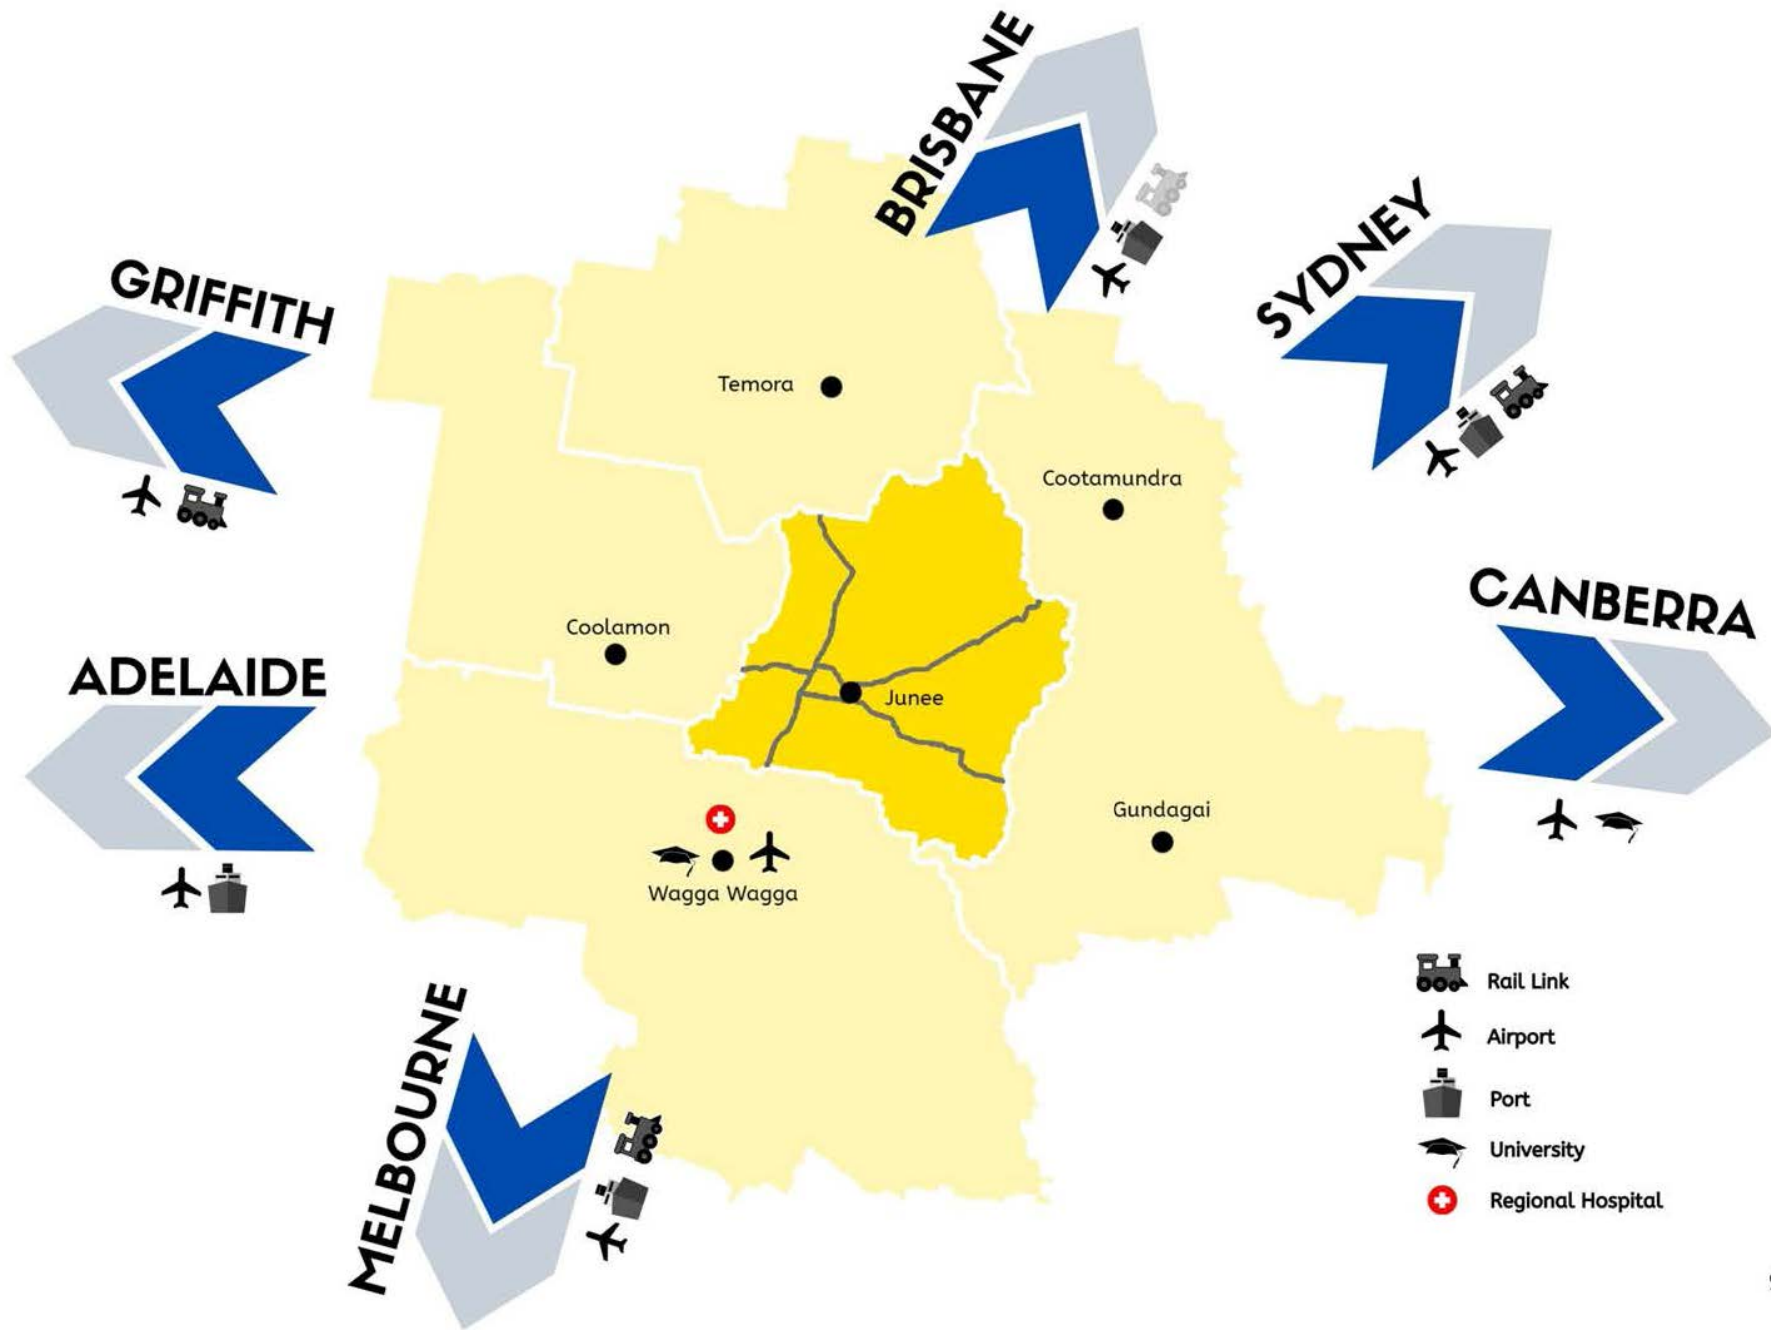 BRISBANE
SYDNEY
GRIFFITH
Temora
Cootamundra
CANBERRA
Coolamon
ADELAIDE
Junee
Gundagai
Wagga Wagga
MELBOURNE
Rail Link
Airport
Port
University
Regional Hospital